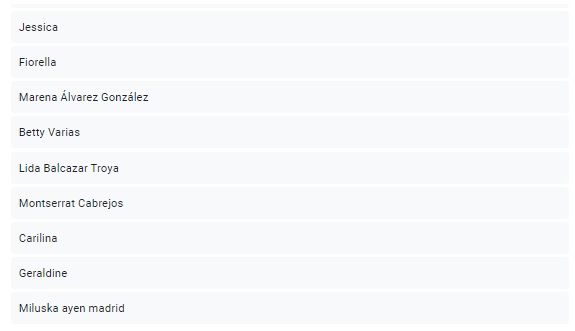 Jessica
Fiorella
Marena Álvarez González
Betty Varias
Lida Balcazar Troya
Montserrat Cabrejos
Carilina
Geraldine
Miluska ayen madrid